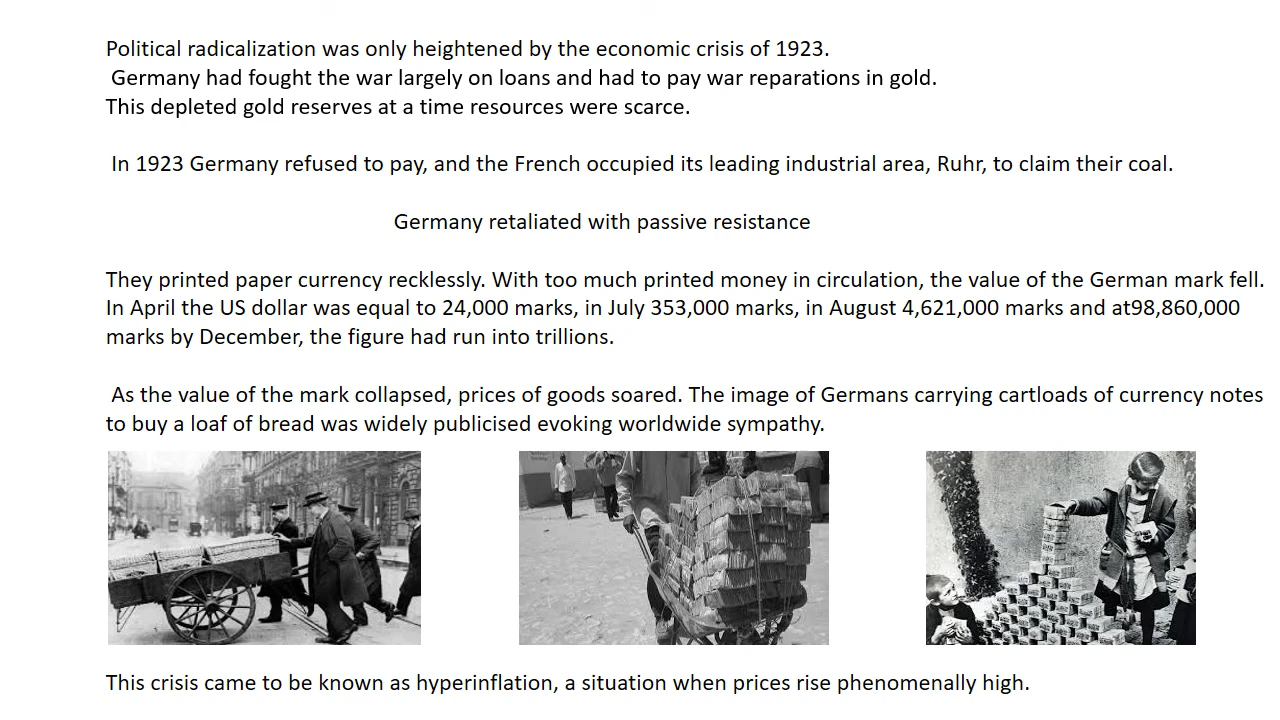 Political radicalization was only heightened by the economic crisis of 1923.
Germany had fought the war largely on loans and had to pay war reparations in gold.
This depleted gold reserves at a time resources were scarce.
In 1923 Germany refused to pay, and the French occupied its leading industrial area, Ruhr, to claim their coal.
Germany retaliated with passive resistance
They printed paper currency recklessly. With too much printed money in circulation, the value of the German mark fell.
In April the US dollar was equal to 24,000 marks, in July 353,000 marks, in August 4,621,000 marks and at98,860,000
marks by December, the figure had run into trillions.
As the value of the mark collapsed, prices of goods soared. The image of Germans carrying cartloads of currency notes
to buy a loaf of bread was widely publicised evoking worldwide sympathy.
This crisis came to be known as hyperinflation, a situation when prices rise phenomenally high.